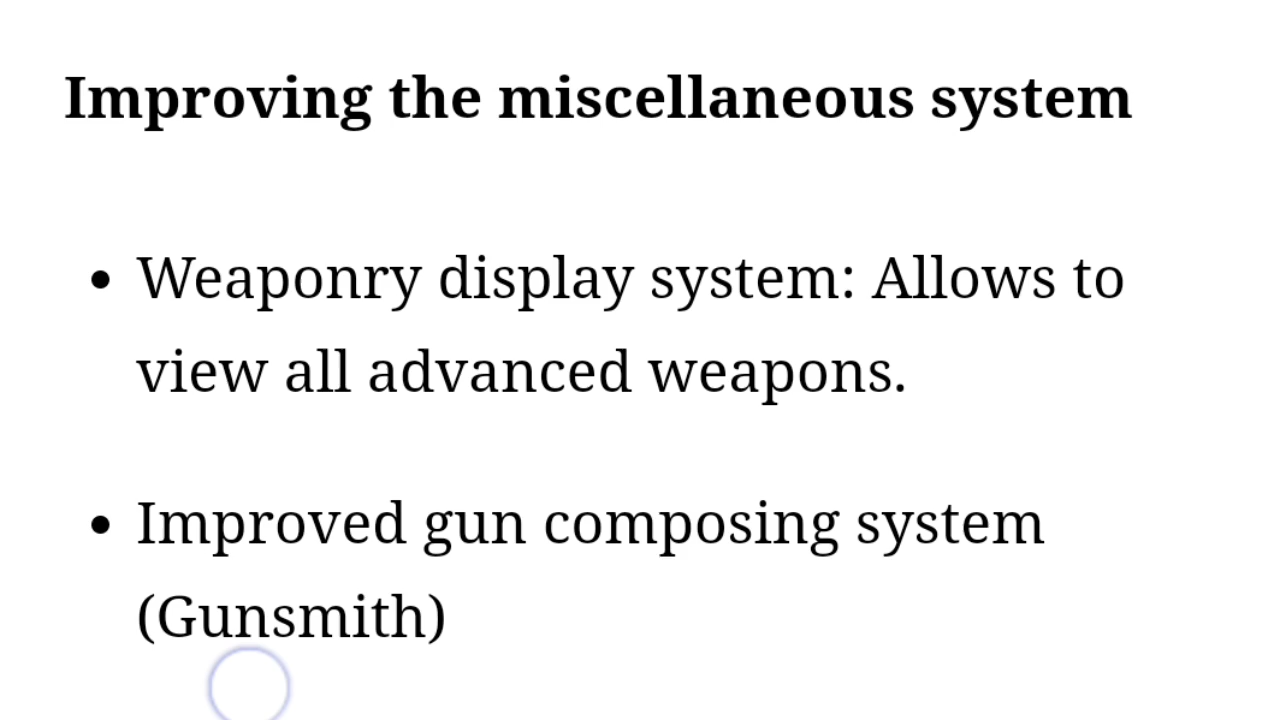 Improving the miscellaneous system
• Weaponry display system: Allows to
view all advanced weapons.
• Improved gun composing system
(Gunsmith)